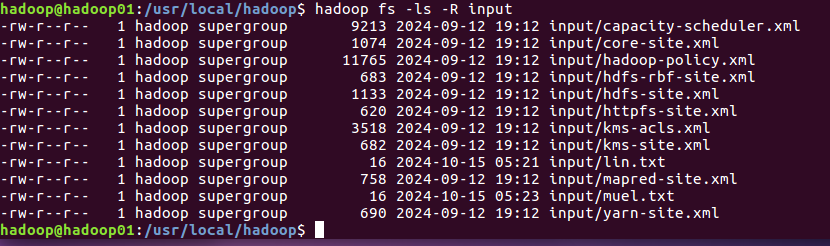 hadoop@hadoop01:/usr/local/hadoop$ hadoop fs -ls -R input
-rw-r--r--   1 hadoop supergroup       9213 2024-09-12 19:12 input/capacity-scheduler.xml
-rw-r--r--   1 hadoop supergroup       1074 2024-09-12 19:12 input/core-site.xml
-rw-r--r--   1 hadoop supergroup      11765 2024-09-12 19:12 input/hadoop-policy.xml
-rw-r--r--   1 hadoop supergroup        683 2024-09-12 19:12 input/hdfs-rbf-site.xml
-rw-r--r--   1 hadoop supergroup       1133 2024-09-12 19:12 input/hdfs-site.xml
-rw-r--r--   1 hadoop supergroup        620 2024-09-12 19:12 input/httpfs-site.xml
-rw-r--r--   1 hadoop supergroup       3518 2024-09-12 19:12 input/kms-acls.xml
-rw-r--r--   1 hadoop supergroup        682 2024-09-12 19:12 input/kms-site.xml
-rw-r--r--   1 hadoop supergroup         16 2024-10-15 05:21 input/lin.txt
-rw-r--r--   1 hadoop supergroup        758 2024-09-12 19:12 input/mapred-site.xml
-rw-r--r--   1 hadoop supergroup         16 2024-10-15 05:23 input/muel.txt
-rw-r--r--   1 hadoop supergroup        690 2024-09-12 19:12 input/yarn-site.xml
hadoop@hadoop01:/usr/local/hadoop$